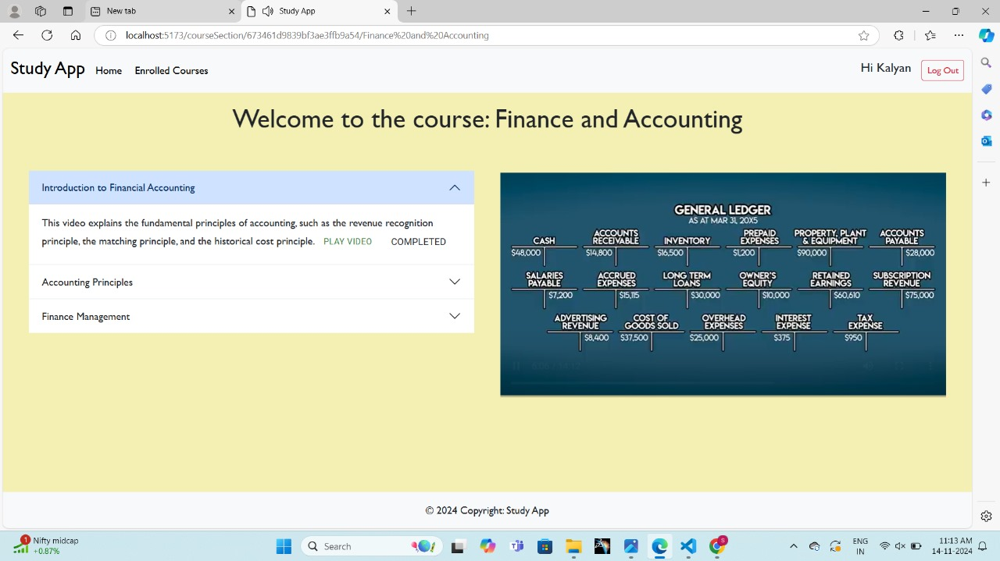 New tab
Study App
localhost:5173/courseSection/673461d9839bf3ae3ffb9a54/Finance%20and%20Accounting
Study App Home Enrolled Courses Hi Kalyan Log Out
Welcome to the course: Finance and Accounting
Introduction to Financial Accounting
This video explains the fundamental principles of accounting, such as the revenue recognition
principle, the matching principle, and the historical cost principle. PLAY VIDEO COMPLETED
Accounting Principles
Finance Management
GENERAL LEDGER
AS AT MAR 31, 20X5
CASH
$48,000
ACCOUNTS
RECEIVABLE
$14,800
INVENTORY
$16,500
PREPAID
EXPENSES
$1,200
PROPERTY, PLANT
& EQUIPMENT
$90,000
ACCOUNTS
PAYABLE
$28,000
SALARIES
PAYABLE
$7,200
ACCRUED
EXPENSES
$15,115
LONG TERM
LOANS
$30,000
OWNER'S
EQUITY
$10,000
RETAINED
EARNINGS
$60,610
SUBSCRIPTION
REVENUE
$75,000
ADVERTISING
REVENUE
$8,400
COST OF
GOODS SOLD
$37,500
OVERHEAD
EXPENSES
$25,000
INTEREST
EXPENSE
$375
TAX
EXPENSE
$950
© 2024 Copyright: Study App
1
Nifty midcap
Search
S
ENG
IN
11:13 AM
14-11-2024